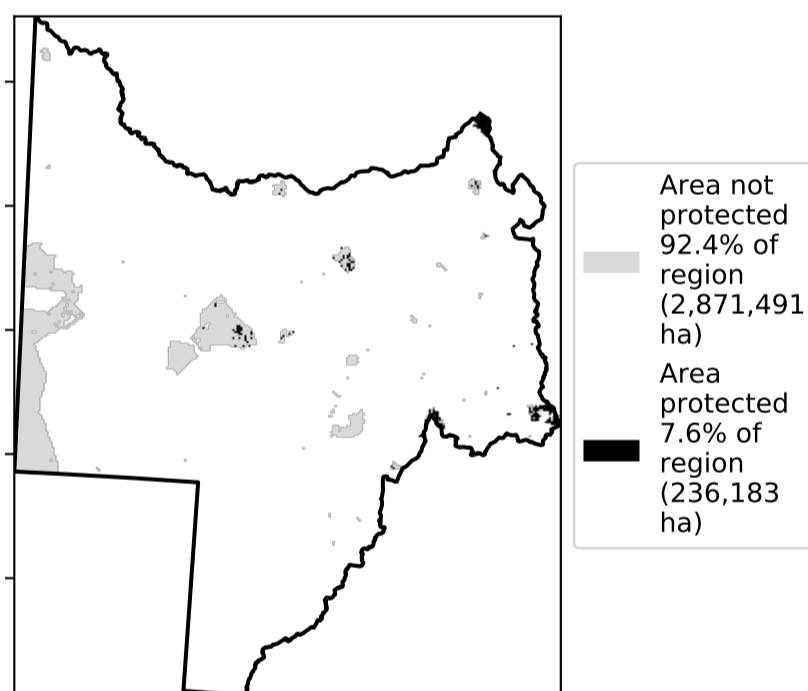 Area not
protected
92.4% of
region
(2,871,491
ha)
Area
protected
7.6% of
region
(236,183
ha)